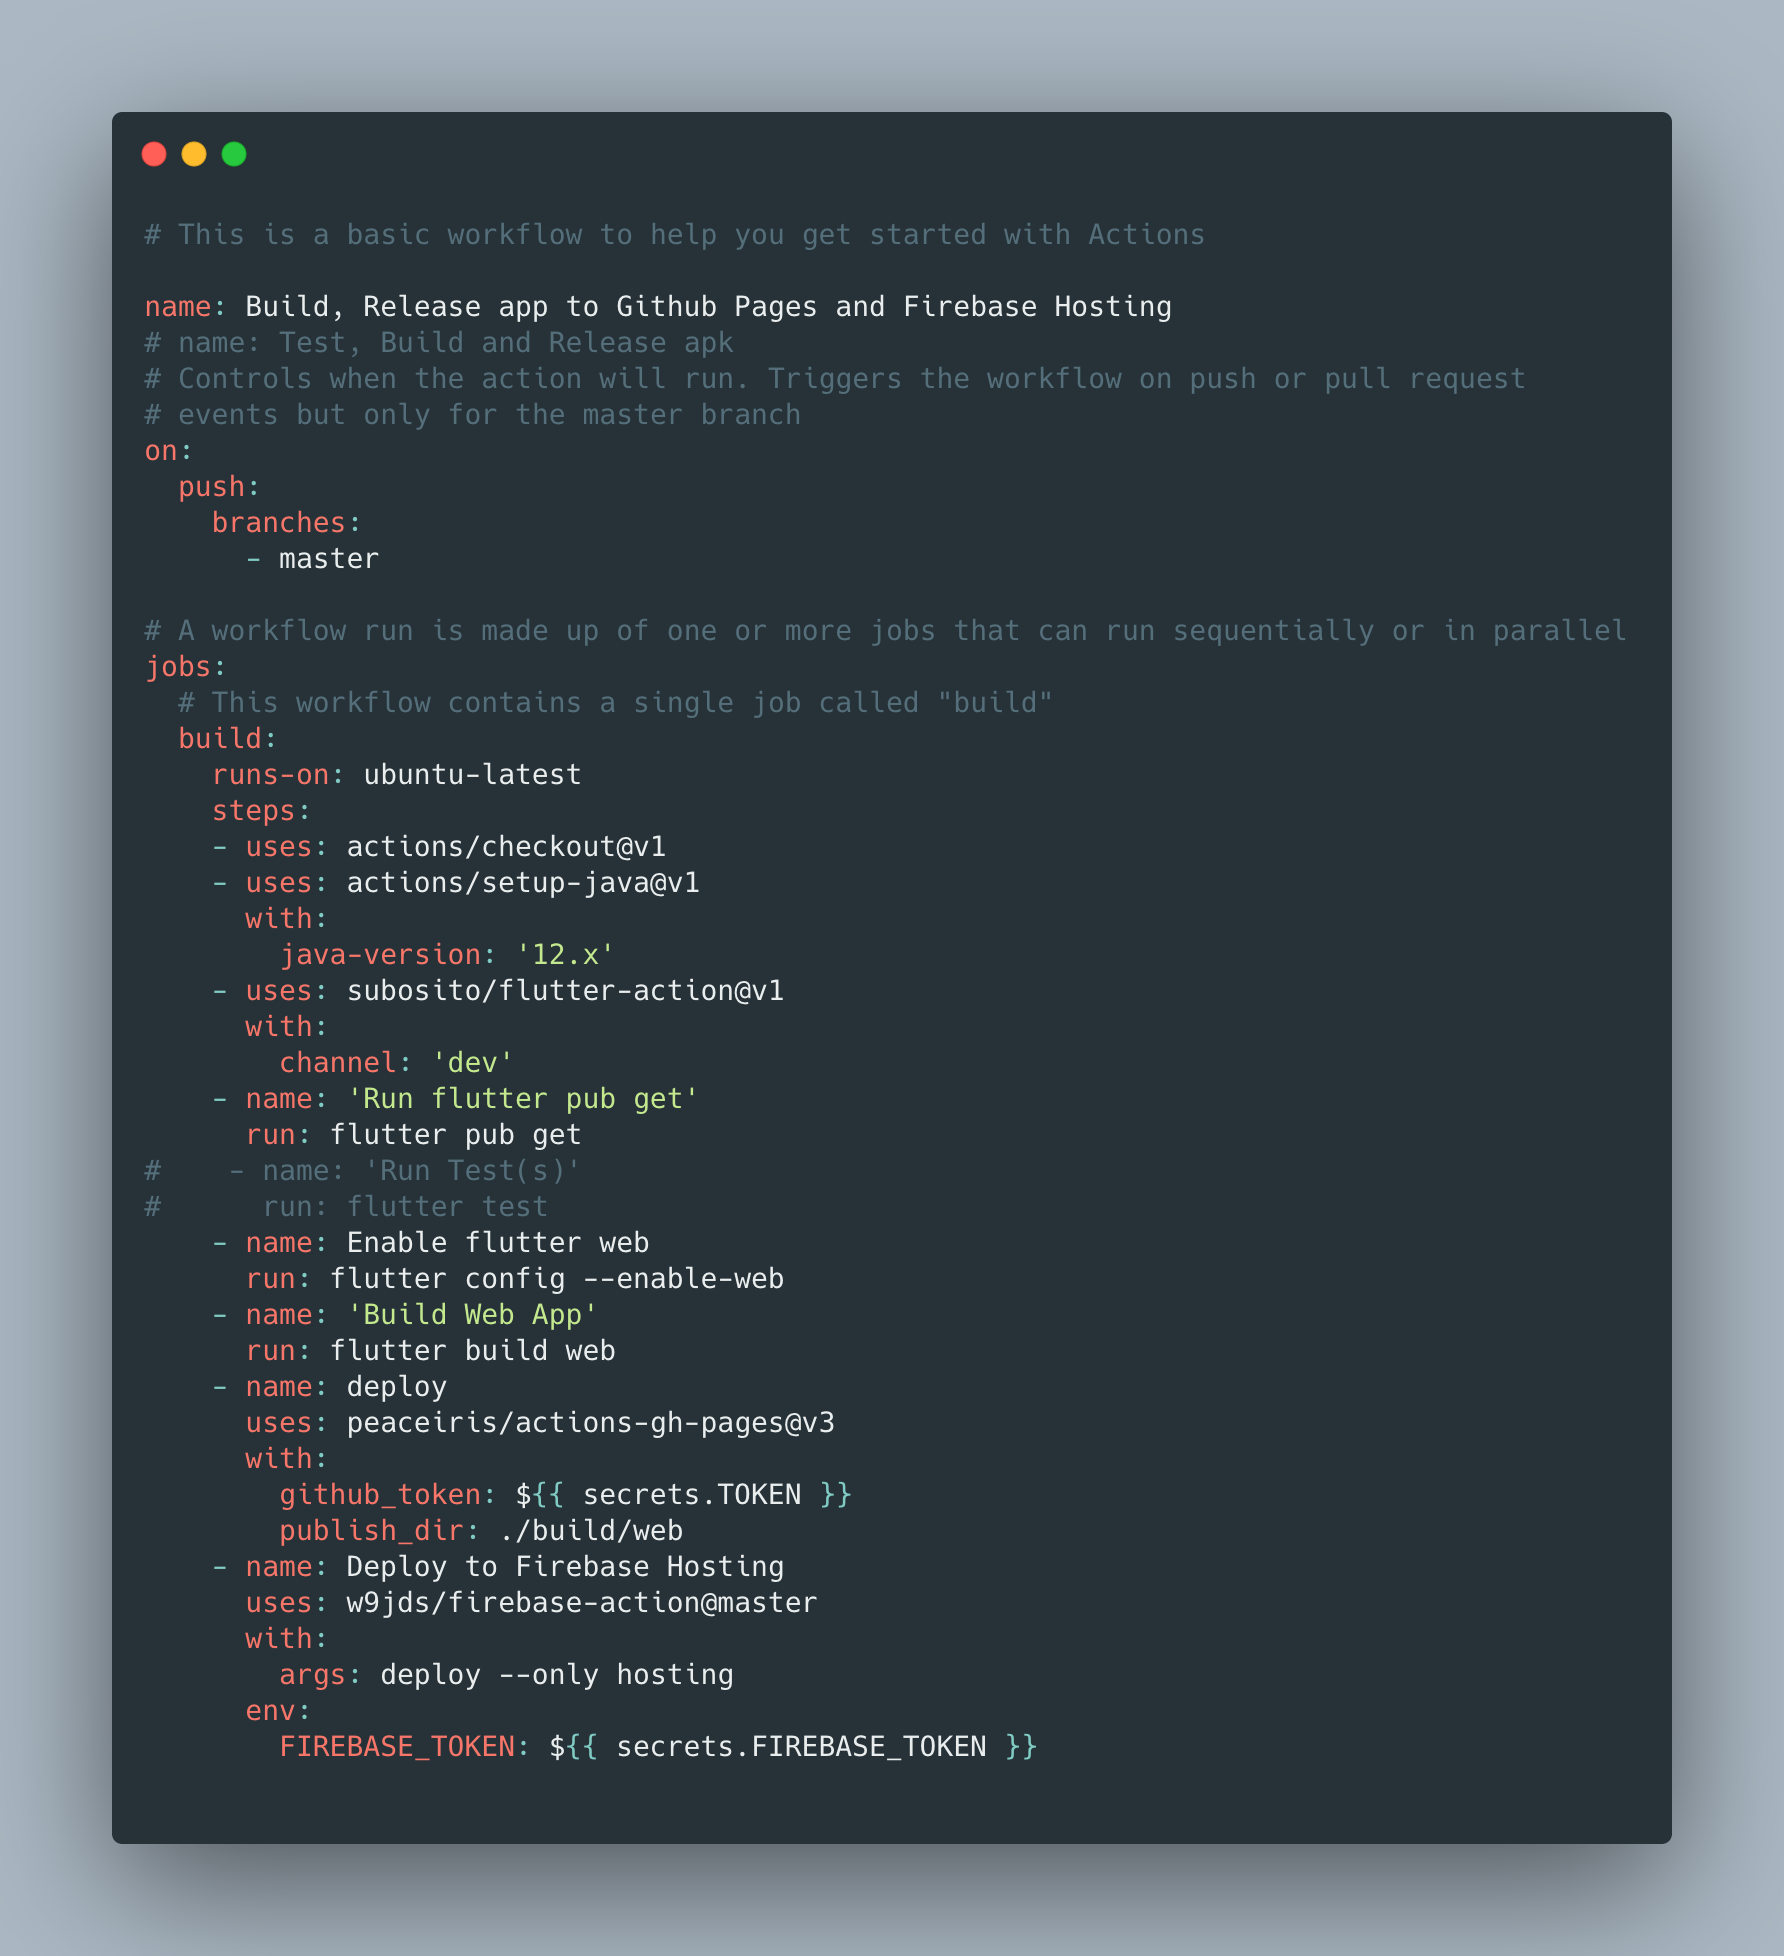 # This is a basic workflow to help you get started with Actions

name: Build, Release app to Github Pages and Firebase Hosting
# name: Test, Build and Release apk
# Controls when the action will run. Triggers the workflow on push or pull request
# events but only for the master branch
on:
  push:
    branches:
      - master

# A workflow run is made up of one or more jobs that can run sequentially or in parallel
jobs:
  # This workflow contains a single job called "build"
  build:
    runs-on: ubuntu-latest
    steps:
    - uses: actions/checkout@v1
    - uses: actions/setup-java@v1
      with:
        java-version: '12.x'
    - uses: subosito/flutter-action@v1
      with:
        channel: 'dev'
    - name: 'Run flutter pub get'
      run: flutter pub get
#    - name: 'Run Test(s)'
#      run: flutter test
    - name: Enable flutter web
      run: flutter config --enable-web
    - name: 'Build Web App'
      run: flutter build web
    - name: deploy
      uses: peaceiris/actions-gh-pages@v3
      with:
        github_token: ${{ secrets.TOKEN }}
        publish_dir: ./build/web
    - name: Deploy to Firebase Hosting
      uses: w9jds/firebase-action@master
      with:
        args: deploy --only hosting
      env:
        FIREBASE_TOKEN: ${{ secrets.FIREBASE_TOKEN }}